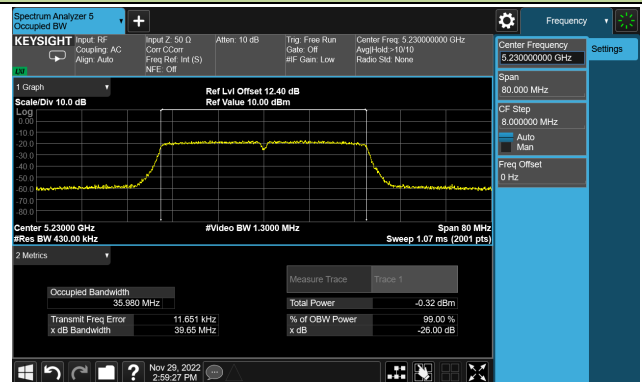 Spectrum Analyzer 5
Occupied BW
Frequency
KEYSIGHT
Input: RF
Coupling: AC
Align: Auto
Input Z: 50 Ω
Corr CCorr
Freq Ref: Int (S)
NFE: Off
Atten: 10 dB
Trig: Free Run
Gate: Off
#IF Gain: Low
Center Freq: 5.230000000 GHz
Avg|Hold:>10/10
Radio Std: None
Center Frequency
5.230000000 GHz
Settings
Span
80.000 MHz
CF Step
8.000000 MHz
Auto
Man
Freq Offset
0 Hz
1 Graph
Scale/Div 10.0 dB
Ref Lvl Offset 12.40 dB
Ref Value 10.00 dBm
Log
0.00
-10.0
-20.0
-30.0
-40.0
-50.0
-60.0
-70.0
-80.0
Center 5.23000 GHz
#Video BW 1.3000 MHz
Span 80 MHz
#Res BW 430.00 kHz
Sweep 1.07 ms (2001 pts)
2 Metrics
Measure Trace
Trace 1
Occupied Bandwidth
35.980 MHz
Total Power
-0.32 dBm
Transmit Freq Error
11.651 kHz
% of OBW Power
99.00 %
x dB Bandwidth
39.65 MHz
x dB
-26.00 dB
Nov 29, 2022
2:59:27 PM